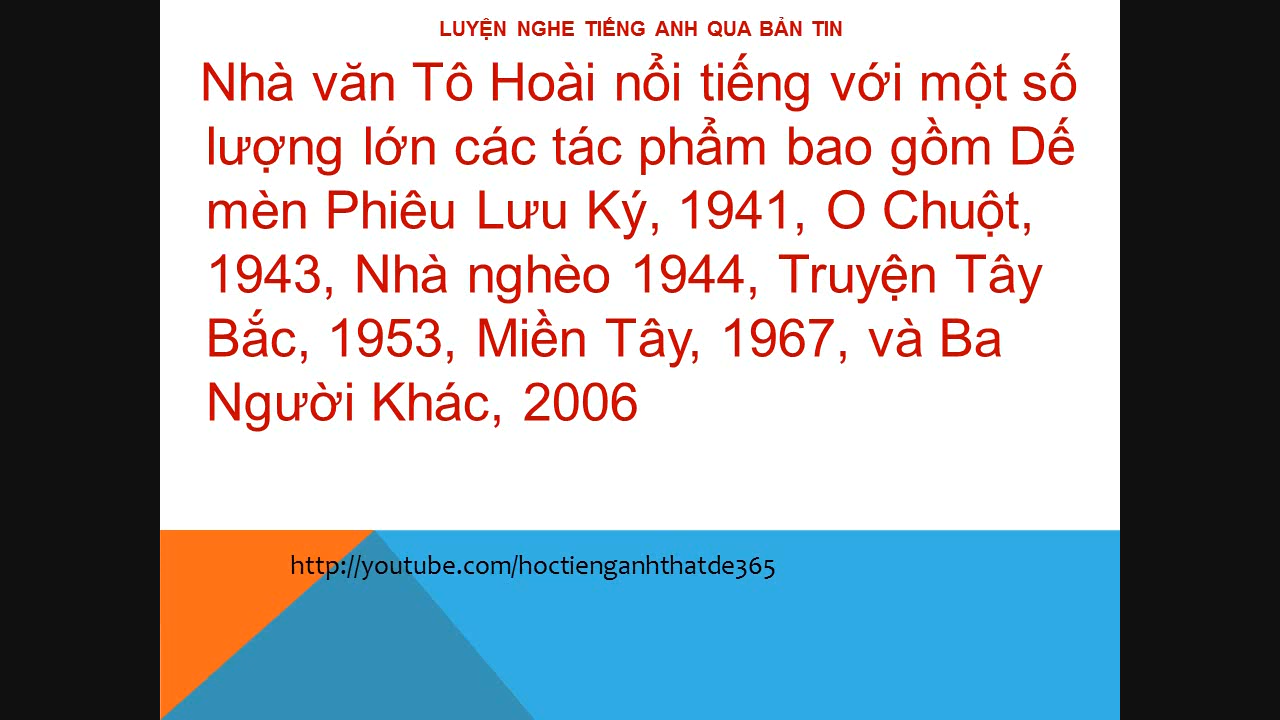 LUYỆN NGHE TIẾNG ANH QUA BẢN TIN
Nhà văn Tô Hoài nổi tiếng với một số
lượng lớn các tác phẩm bao gồm Dế
mèn Phiêu Lưu Ký, 1941, O Chuột,
1943, Nhà nghèo 1944, Truyện Tây
Bắc, 1953, Miền Tây, 1967, và Ba
Người Khác, 2006
http://youtube.com/hoctienganhthatde365